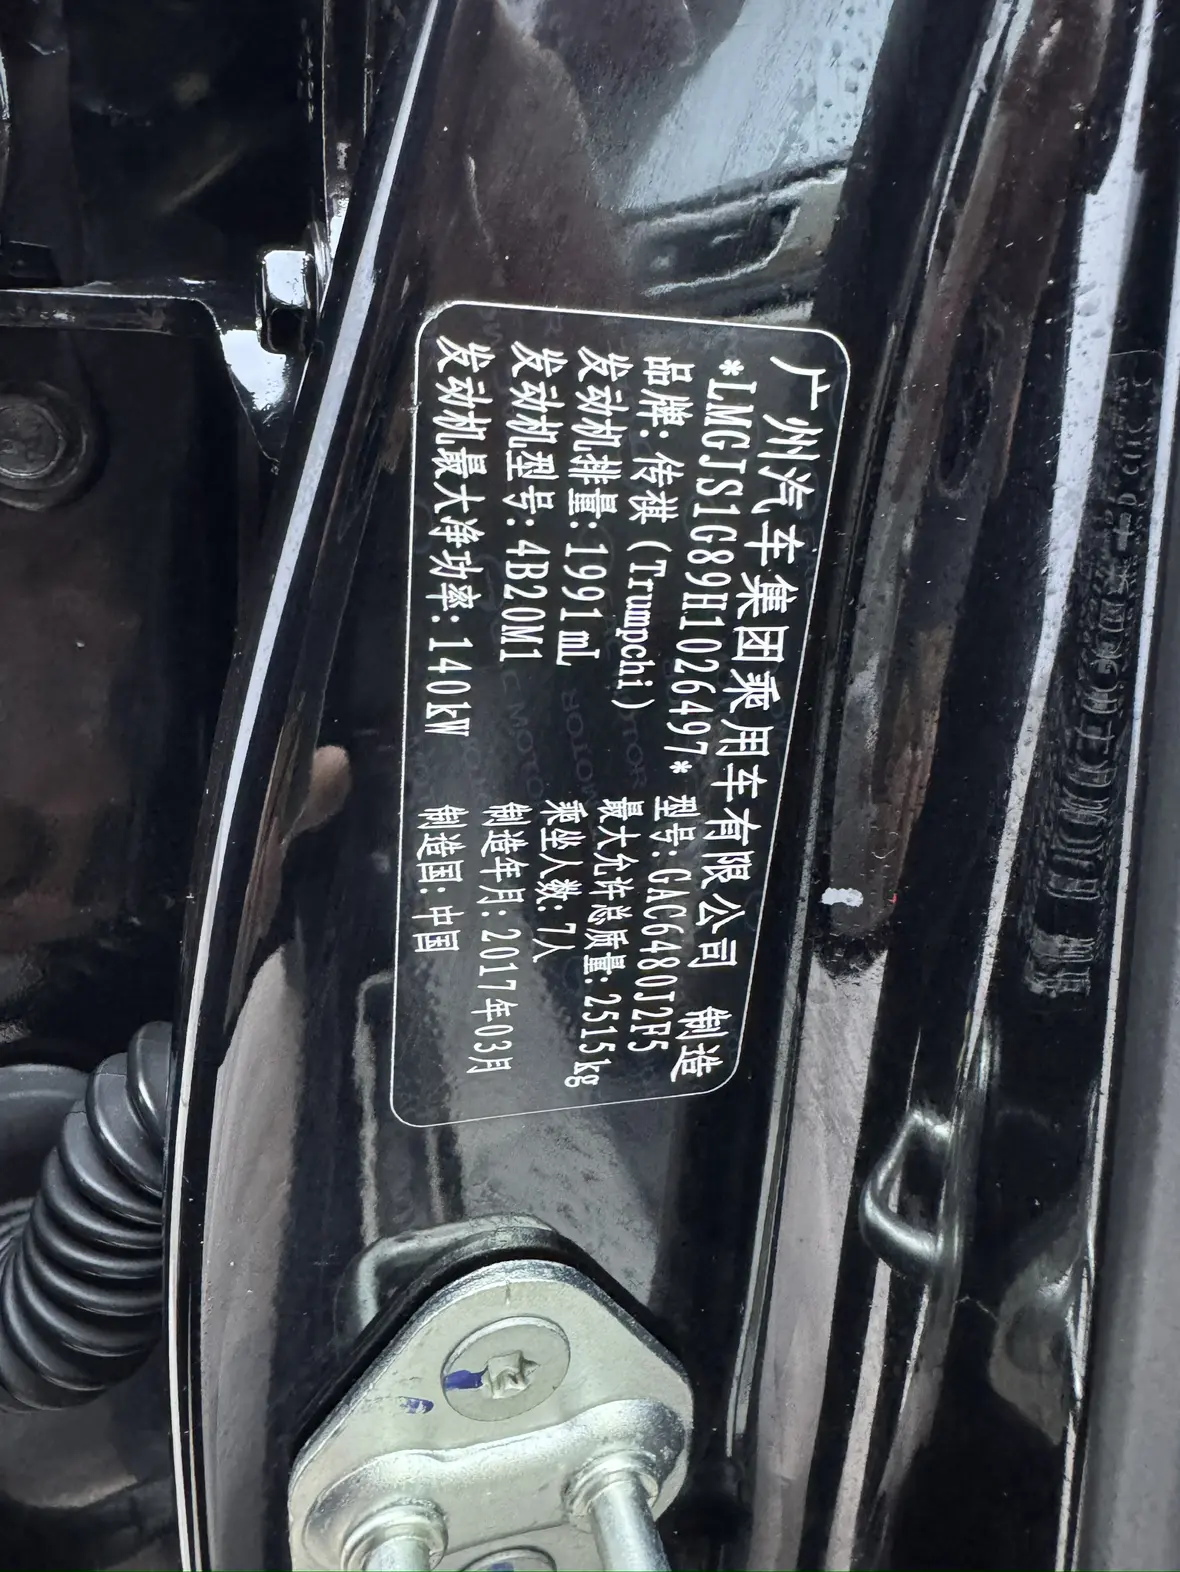 广州汽车集团乘用车有限公司 制造
*LMGJS1G89H1026497* 型号:GAC6480J2F5
品牌:传祺(Trumpchi) 最大允许总质量:2515kg
发动机排量:1991mL 乘坐人数:7人
发动机型号:4B20M1 制造年月:2017年03月
发动机最大净功率:140kW 制造国:中国